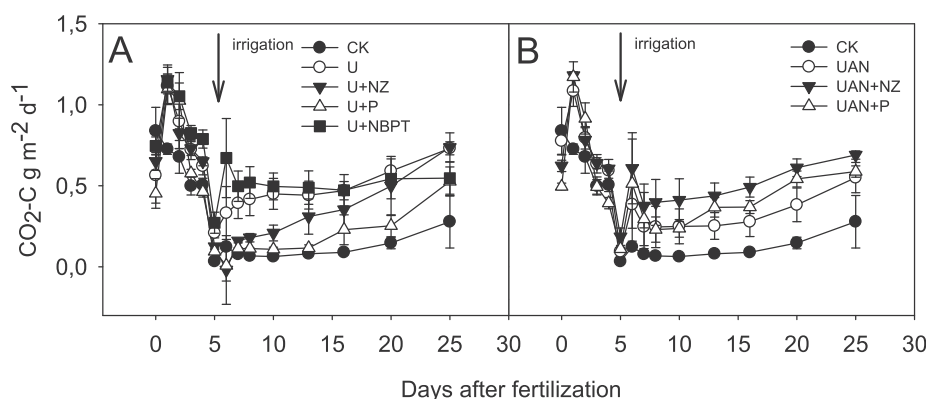 1,5
1,0
0,5
0,0
CO2-C g m-2 d-1
A
irrigation
CK
U
U+NZ
U+P
U+NBPT
0 5 10 15 20 25 30
B
irrigation
CK
UAN
UAN+NZ
UAN+P
0 5 10 15 20 25 30
Days after fertilization